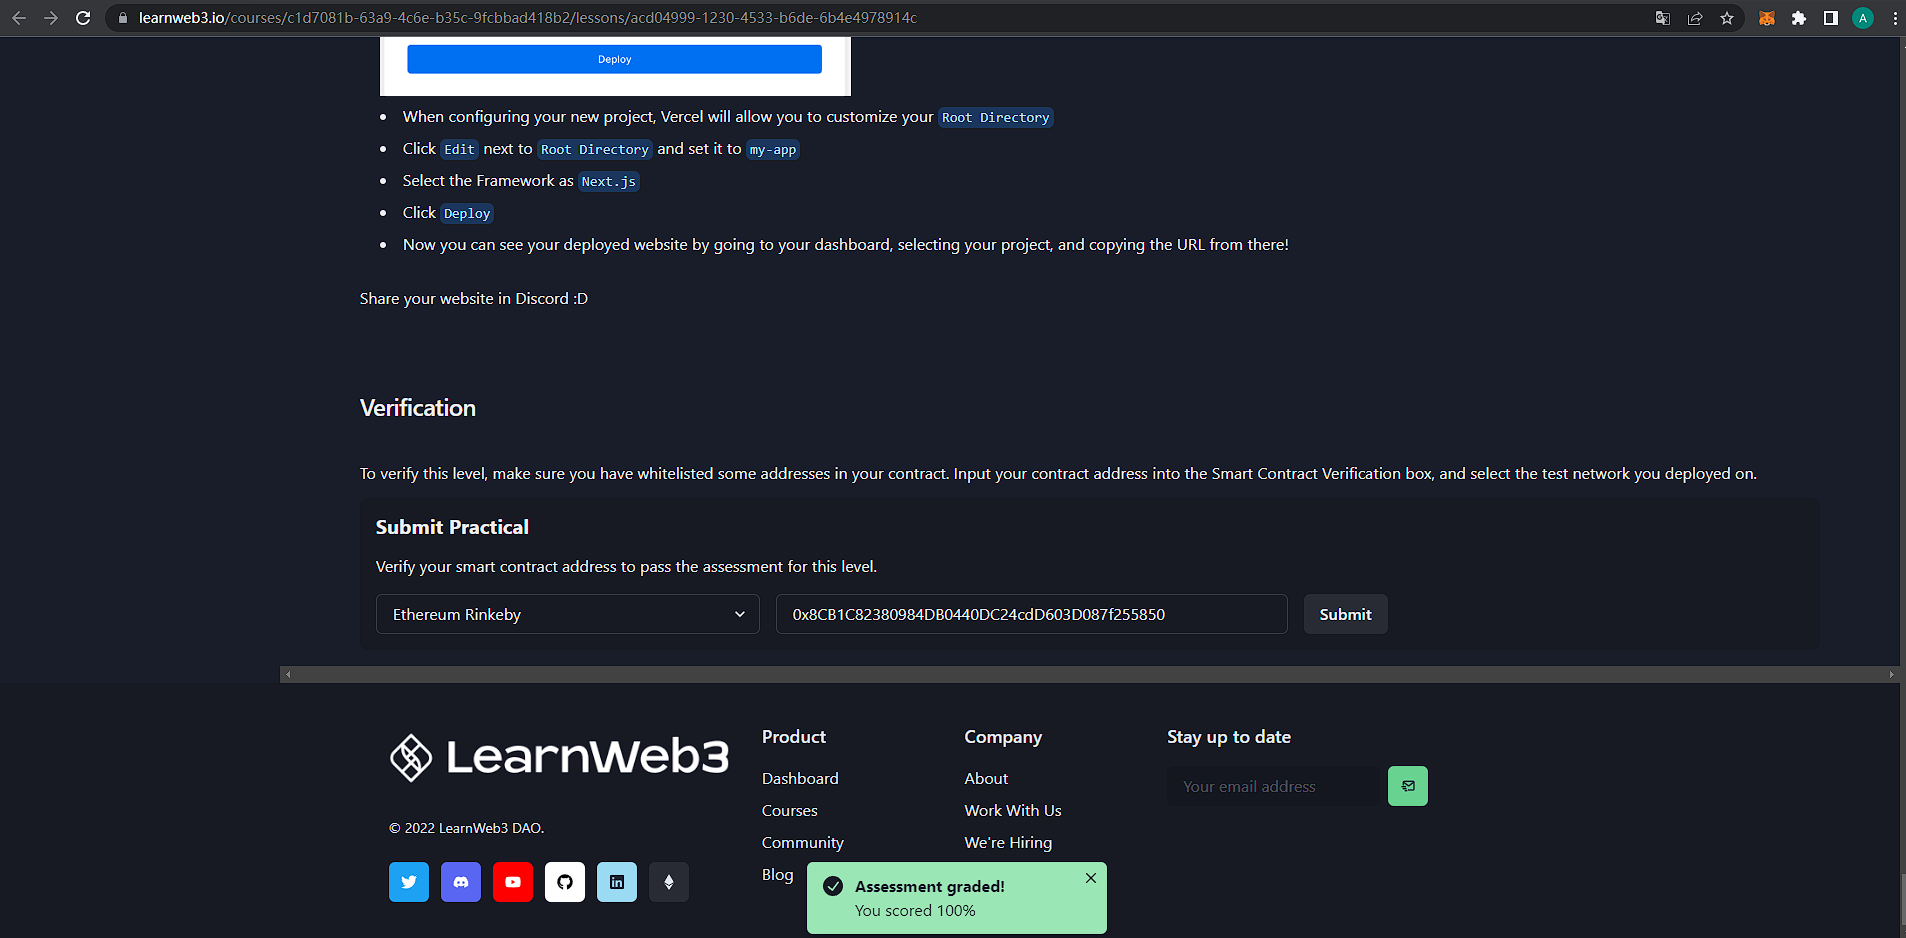 learnweb3.io/courses/c1d7081b-63a9-4c6e-b35c-9fcbbad418b2/lessons/acd04999-1230-4533-b6de-6b4e4978914c
A
Deploy
When configuring your new project, Vercel will allow you to customize your Root Directory
Click Edit next to Root Directory and set it to my-app
Select the Framework as Next.js
Click Deploy
Now you can see your deployed website by going to your dashboard, selecting your project, and copying the URL from there!
Share your website in Discord :D
Verification
To verify this level, make sure you have whitelisted some addresses in your contract. Input your contract address into the Smart Contract Verification box, and select the test network you deployed on.
Submit Practical
Verify your smart contract address to pass the assessment for this level.
Ethereum Rinkeby
0x8CB1C82380984DB0440DC24cdD603D087f255850
Submit
LearnWeb3
© 2022 LearnWeb3 DAO.
Product
Dashboard
Courses
Community
Blog
Company
About
Work With Us
We're Hiring
Stay up to date
Your email address
Assessment graded!
You scored 100%